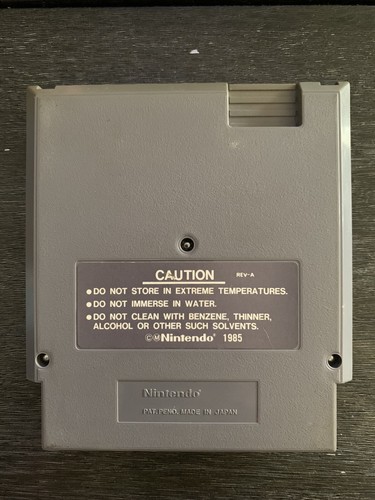 CAUTION REV-A
●DO NOT STORE IN EXTREME TEMPERATURES.
●DO NOT IMMERSE IN WATER.
●DO NOT CLEAN WITH BENZENE, THINNER,
ALCOHOL OR OTHER SUCH SOLVENTS.
©ⓂNintendo® 1985
Nintendo®
PAT. PEND. MADE IN JAPAN